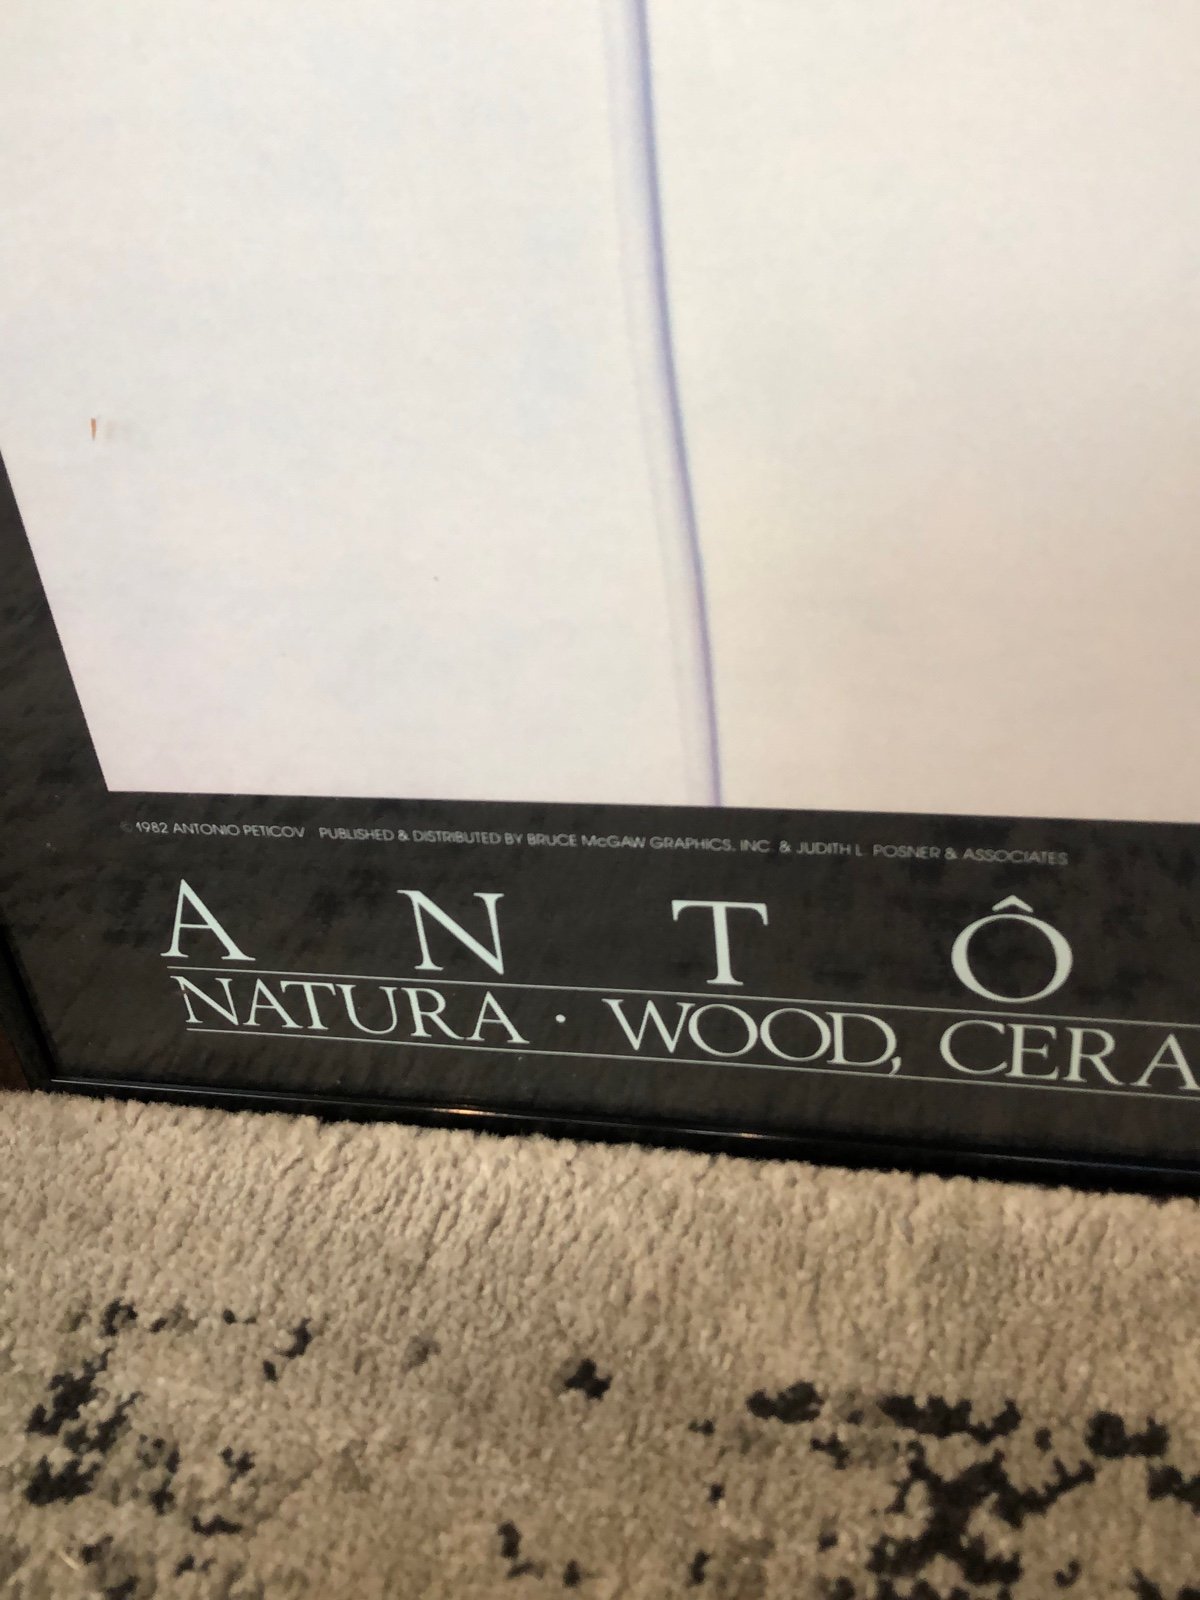 © 1982 ANTONIO PETICOV PUBLISHED & DISTRIBUTED BY BRUCE McGAW GRAPHICS, INC. & JUDITH L. POSNER & ASSOCIATES
A N T Ô
NATURA · WOOD, CERA